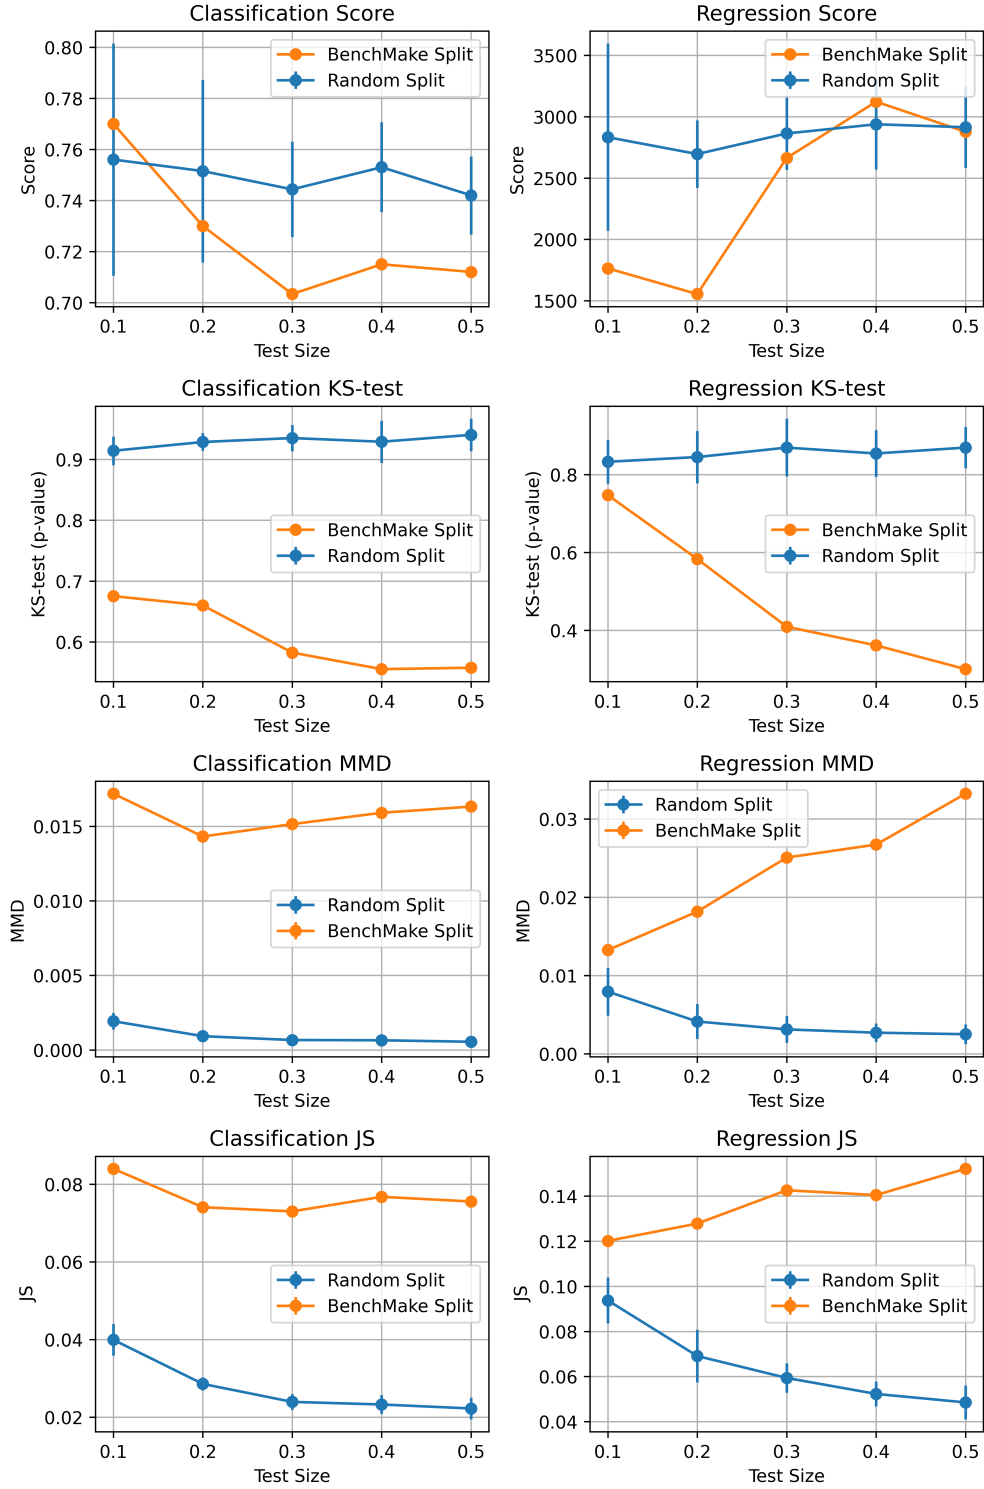 Classification Score
Score
0.80
0.78
0.76
0.74
0.72
0.70
BenchMake Split
Random Split
0.1 0.2 0.3 0.4 0.5
Test Size
Regression Score
Score
3500
3000
2500
2000
1500
BenchMake Split
Random Split
0.1 0.2 0.3 0.4 0.5
Test Size
Classification KS-test
KS-test (p-value)
0.9
0.8
0.7
0.6
BenchMake Split
Random Split
0.1 0.2 0.3 0.4 0.5
Test Size
Regression KS-test
KS-test (p-value)
0.8
0.6
0.4
BenchMake Split
Random Split
0.1 0.2 0.3 0.4 0.5
Test Size
Classification MMD
MMD
0.015
0.010
0.005
0.000
Random Split
BenchMake Split
0.1 0.2 0.3 0.4 0.5
Test Size
Regression MMD
MMD
0.03
0.02
0.01
0.00
Random Split
BenchMake Split
0.1 0.2 0.3 0.4 0.5
Test Size
Classification JS
JS
0.08
0.06
0.04
0.02
Random Split
BenchMake Split
0.1 0.2 0.3 0.4 0.5
Test Size
Regression JS
JS
0.14
0.12
0.10
0.08
0.06
0.04
Random Split
BenchMake Split
0.1 0.2 0.3 0.4 0.5
Test Size